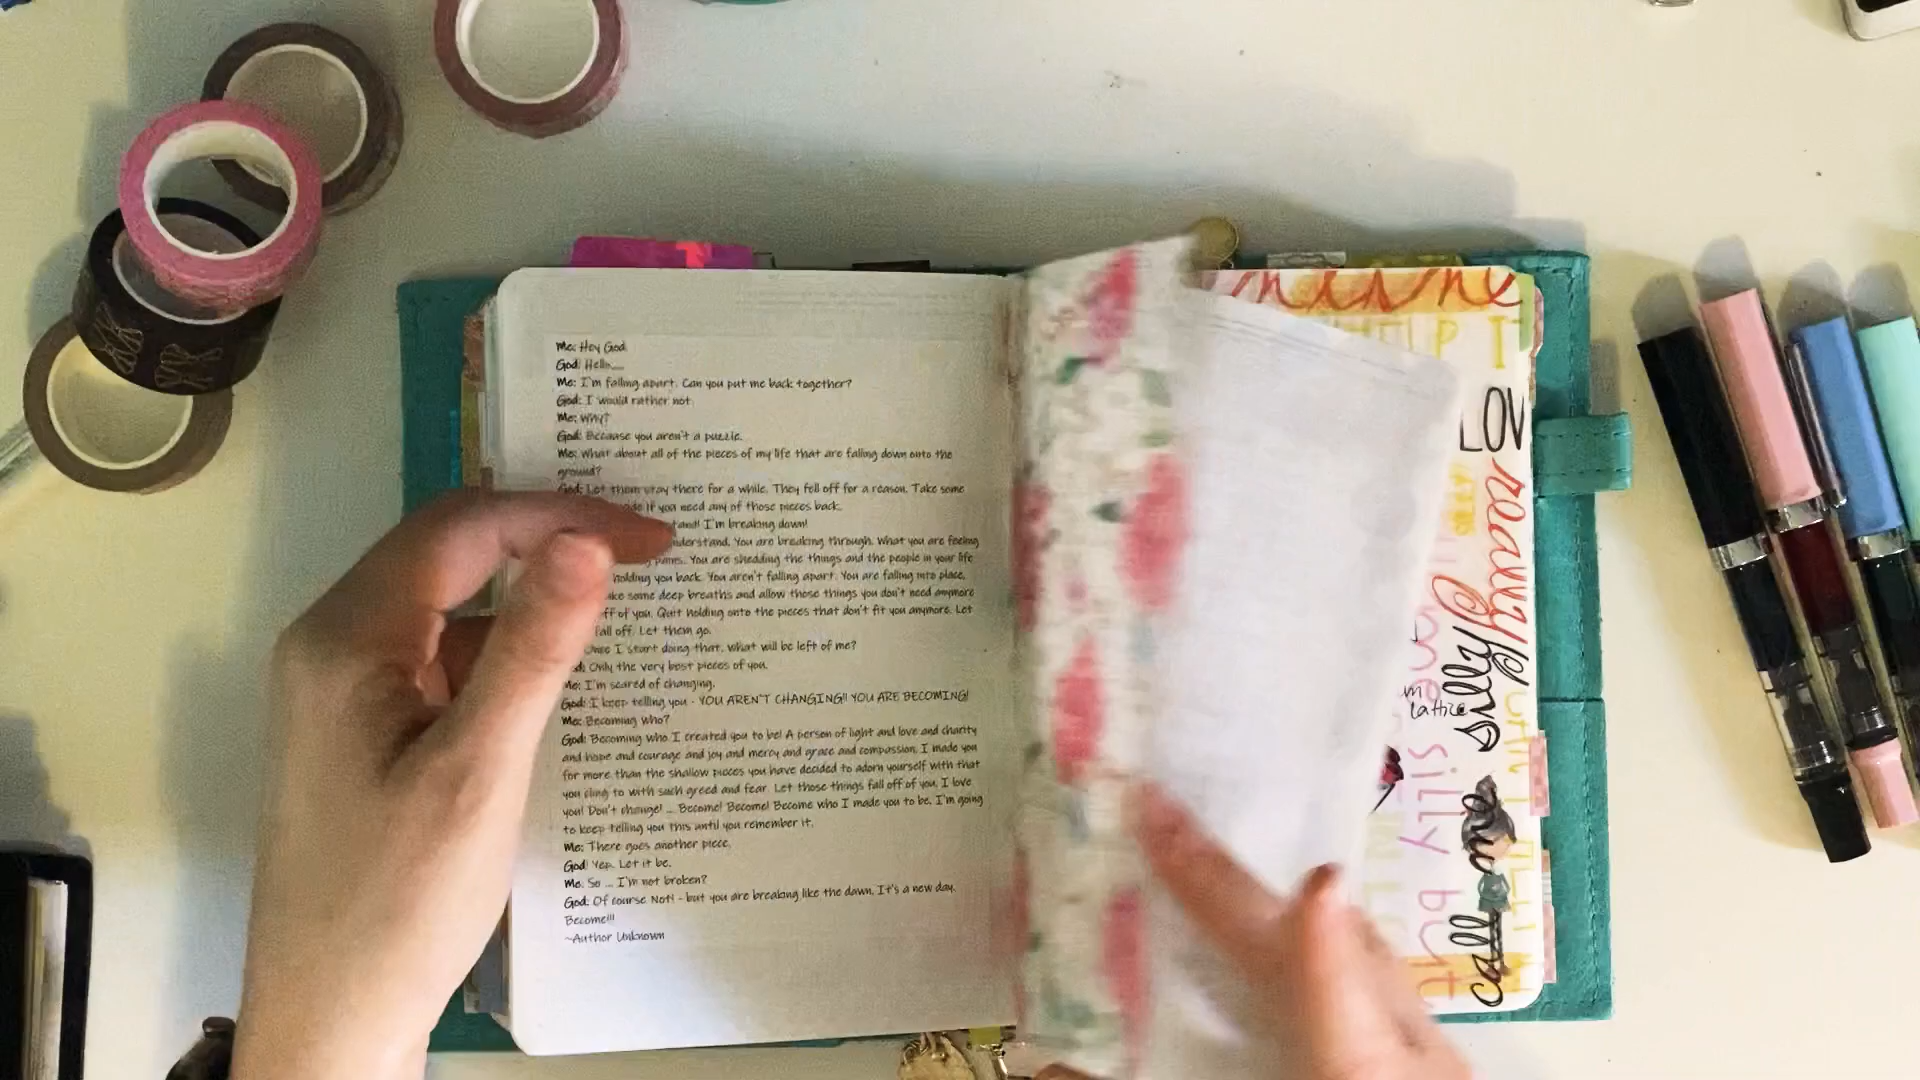 Me: Hey God.
God: Hello.....
Me: I'm falling apart. Can you put me back together?
God: I would rather not.
Me: Why?
God: Because you aren't a puzzle.
Me: What about all of the pieces of my life that are falling down onto the
ground?
God: Let them stay there for a while. They fell off for a reason. Take some
if you need any of those pieces back.
I'm breaking down!
You are breaking through. What you are feeling
You are shedding the things and the people in your life
holding you back. You aren't falling apart. You are falling into place.
some deep breaths and allow those things you don't need anymore
off of you. Quit holding onto the pieces that don't fit you anymore. Let
fall off. Let them go.
I start doing that, what will be left of me?
Only the very best pieces of you.
Me: I'm scared of changing.
God: I keep telling you - YOU AREN'T CHANGING!! YOU ARE BECOMING!
Me: Becoming who?
God: Becoming who I created you to be! A person of light and love and charity
and hope and courage and joy and mercy and grace and compassion. I made you
for more than the shallow pieces you have decided to adorn yourself with that
you cling to with such greed and fear. Let those things fall off of you. I love
you! Don't change! ... Become! Become! Become who I made you to be. I'm going
to keep telling you this until you remember it.
Me: There goes another piece.
God: Yep. Let it be.
Me: So ... I'm not broken?
God: Of course Not! - but you are breaking like the dawn. It's a new day.
Become!!!
~Author Unknown
HELP IT
LOV
in
lattice
silly but
call me